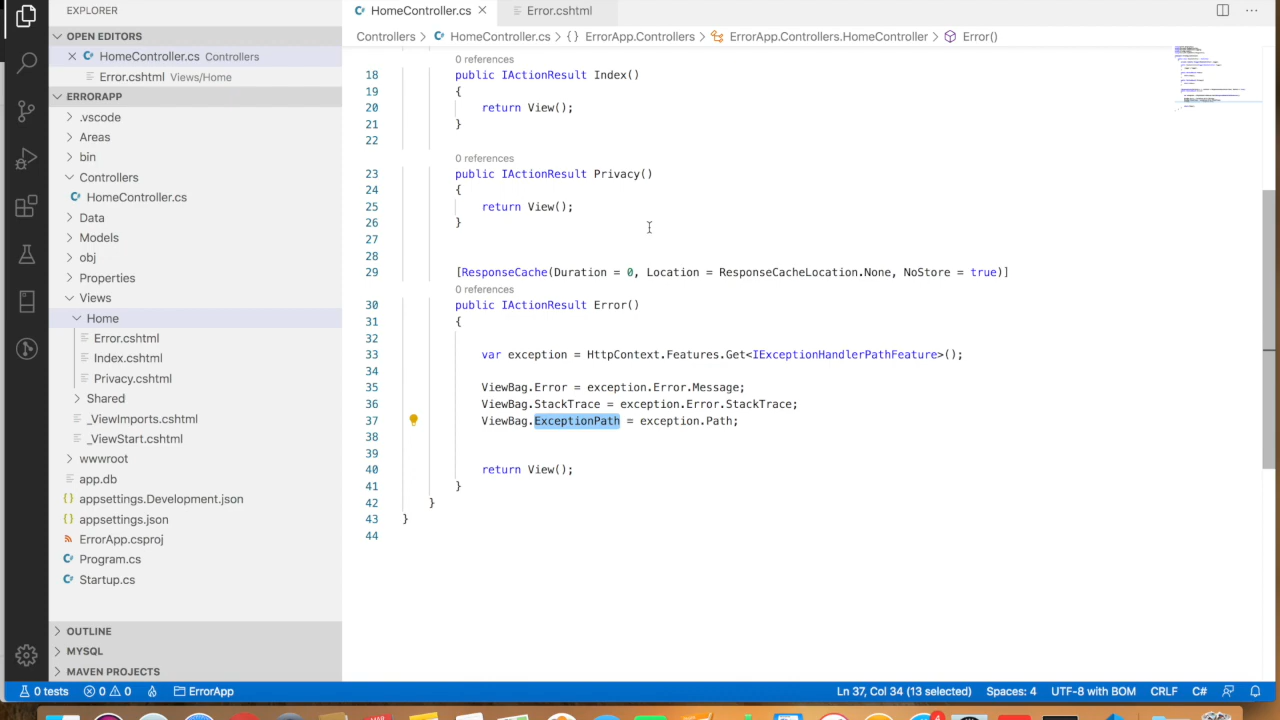 EXPLORER
HomeController.cs
Error.cshtml
OPEN EDITORS
HomeController.cs Controllers
Error.cshtml Views/Home
ERRORAPP
.vscode
Areas
bin
Controllers
HomeController.cs
Data
Models
obj
Properties
Views
Home
Error.cshtml
Index.cshtml
Privacy.cshtml
Shared
_ViewImports.cshtml
_ViewStart.cshtml
wwwroot
app.db
{} appsettings.Development.json
{} appsettings.json
ErrorApp.csproj
Program.cs
Startup.cs
OUTLINE
MYSQL
MAVEN PROJECTS
Controllers > HomeController.cs > {} ErrorApp.Controllers > ErrorApp.Controllers.HomeController > Error()
0 references
18 public IActionResult Index()
19 {
20 return View();
21 }
22
0 references
23 public IActionResult Privacy()
24 {
25 return View();
26 }
27
28
29 [ResponseCache(Duration = 0, Location = ResponseCacheLocation.None, NoStore = true)]
0 references
30 public IActionResult Error()
31 {
32
33 var exception = HttpContext.Features.Get<IExceptionHandlerPathFeature>();
34
35 ViewBag.Error = exception.Error.Message;
36 ViewBag.StackTrace = exception.Error.StackTrace;
37 ViewBag.ExceptionPath = exception.Path;
38
39
40 return View();
41 }
42 }
43 }
44
0 tests 0 0 ErrorApp Ln 37, Col 34 (13 selected) Spaces: 4 UTF-8 with BOM CRLF C#